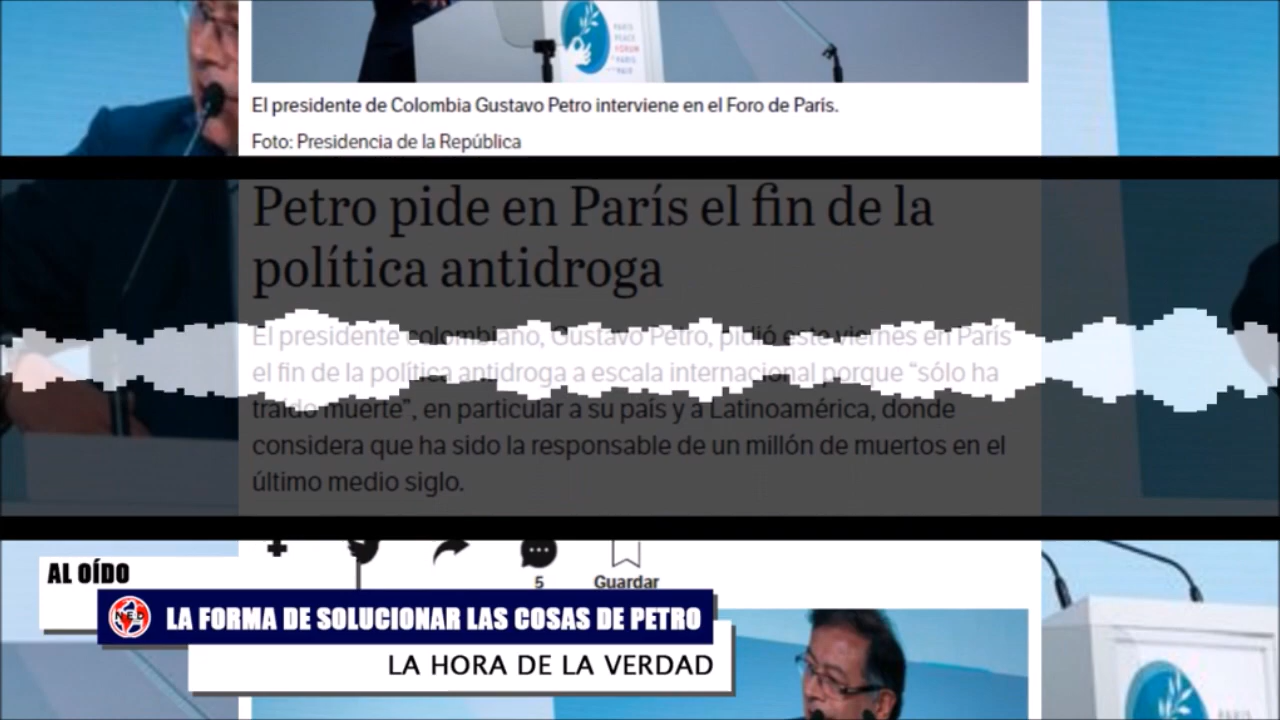 PARIS
PEACE
FORUM
El presidente de Colombia Gustavo Petro interviene en el Foro de París.
Foto: Presidencia de la República
Petro pide en París el fin de la
política antidroga
El presidente colombiano, Gustavo Petro, pidió este viernes en París
el fin de la política antidroga a escala internacional porque “sólo ha
traído muerte”, en particular a su país y a Latinoamérica, donde
considera que ha sido la responsable de un millón de muertos en el
último medio siglo.
5
Guardar
AL OÍDO
LA FORMA DE SOLUCIONAR LAS COSAS DE PETRO
LA HORA DE LA VERDAD